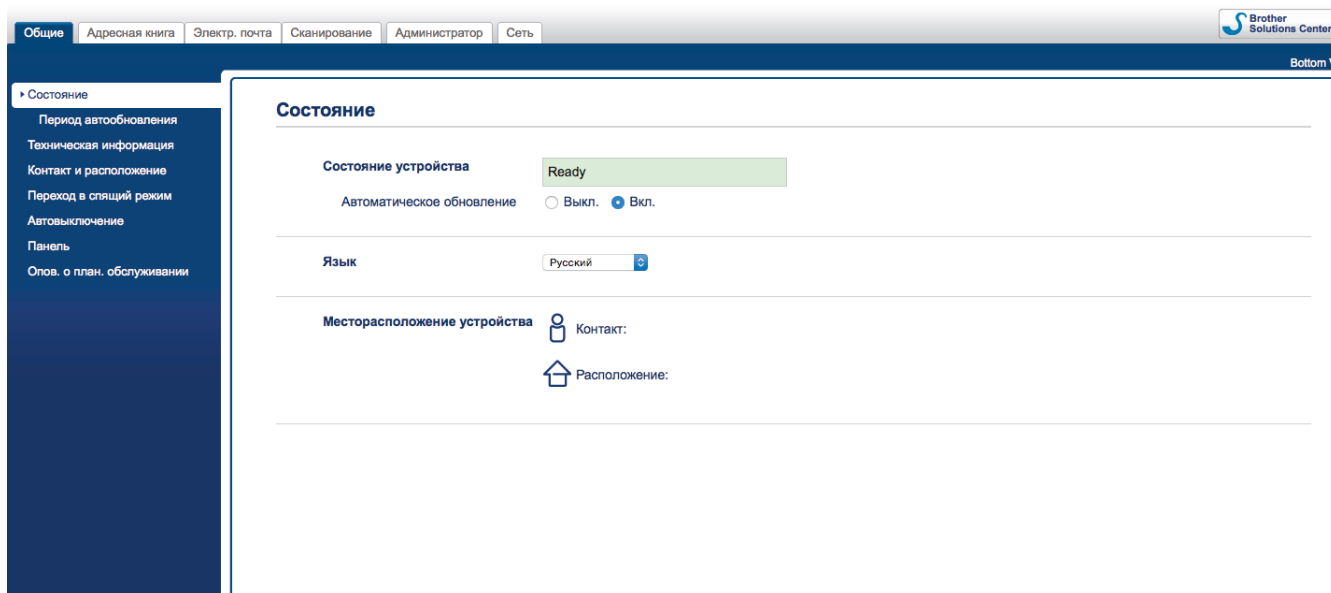 Общие Адресная книга Электр. почта Сканирование Администратор Сеть
Brother
Solutions Center
Bottom
Состояние
Период автообновления
Техническая информация
Контакт и расположение
Переход в спящий режим
Автовыключение
Панель
Опов. о план. обслуживании
Состояние
Состояние устройства Ready
Автоматическое обновление Выкл. Вкл.
Язык Русский
Месторасположение устройства Контакт:
Расположение: